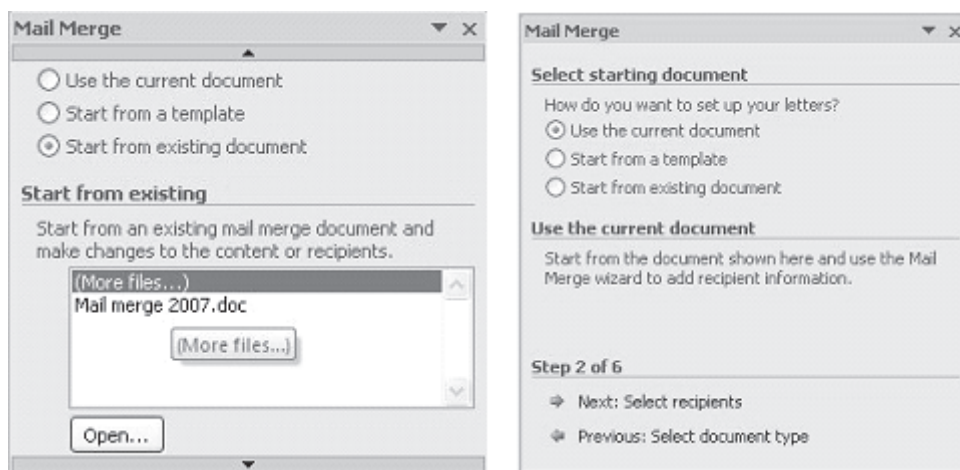 Mail Merge
Use the current document
Start from a template
Start from existing document
Start from existing
Start from an existing mail merge document and
make changes to the content or recipients.
(More files...)
Mail merge 2007.doc
(More files...)
Open...
Mail Merge
Select starting document
How do you want to set up your letters?
Use the current document
Start from a template
Start from existing document
Use the current document
Start from the document shown here and use the Mail
Merge wizard to add recipient information.
Step 2 of 6
Next: Select recipients
Previous: Select document type